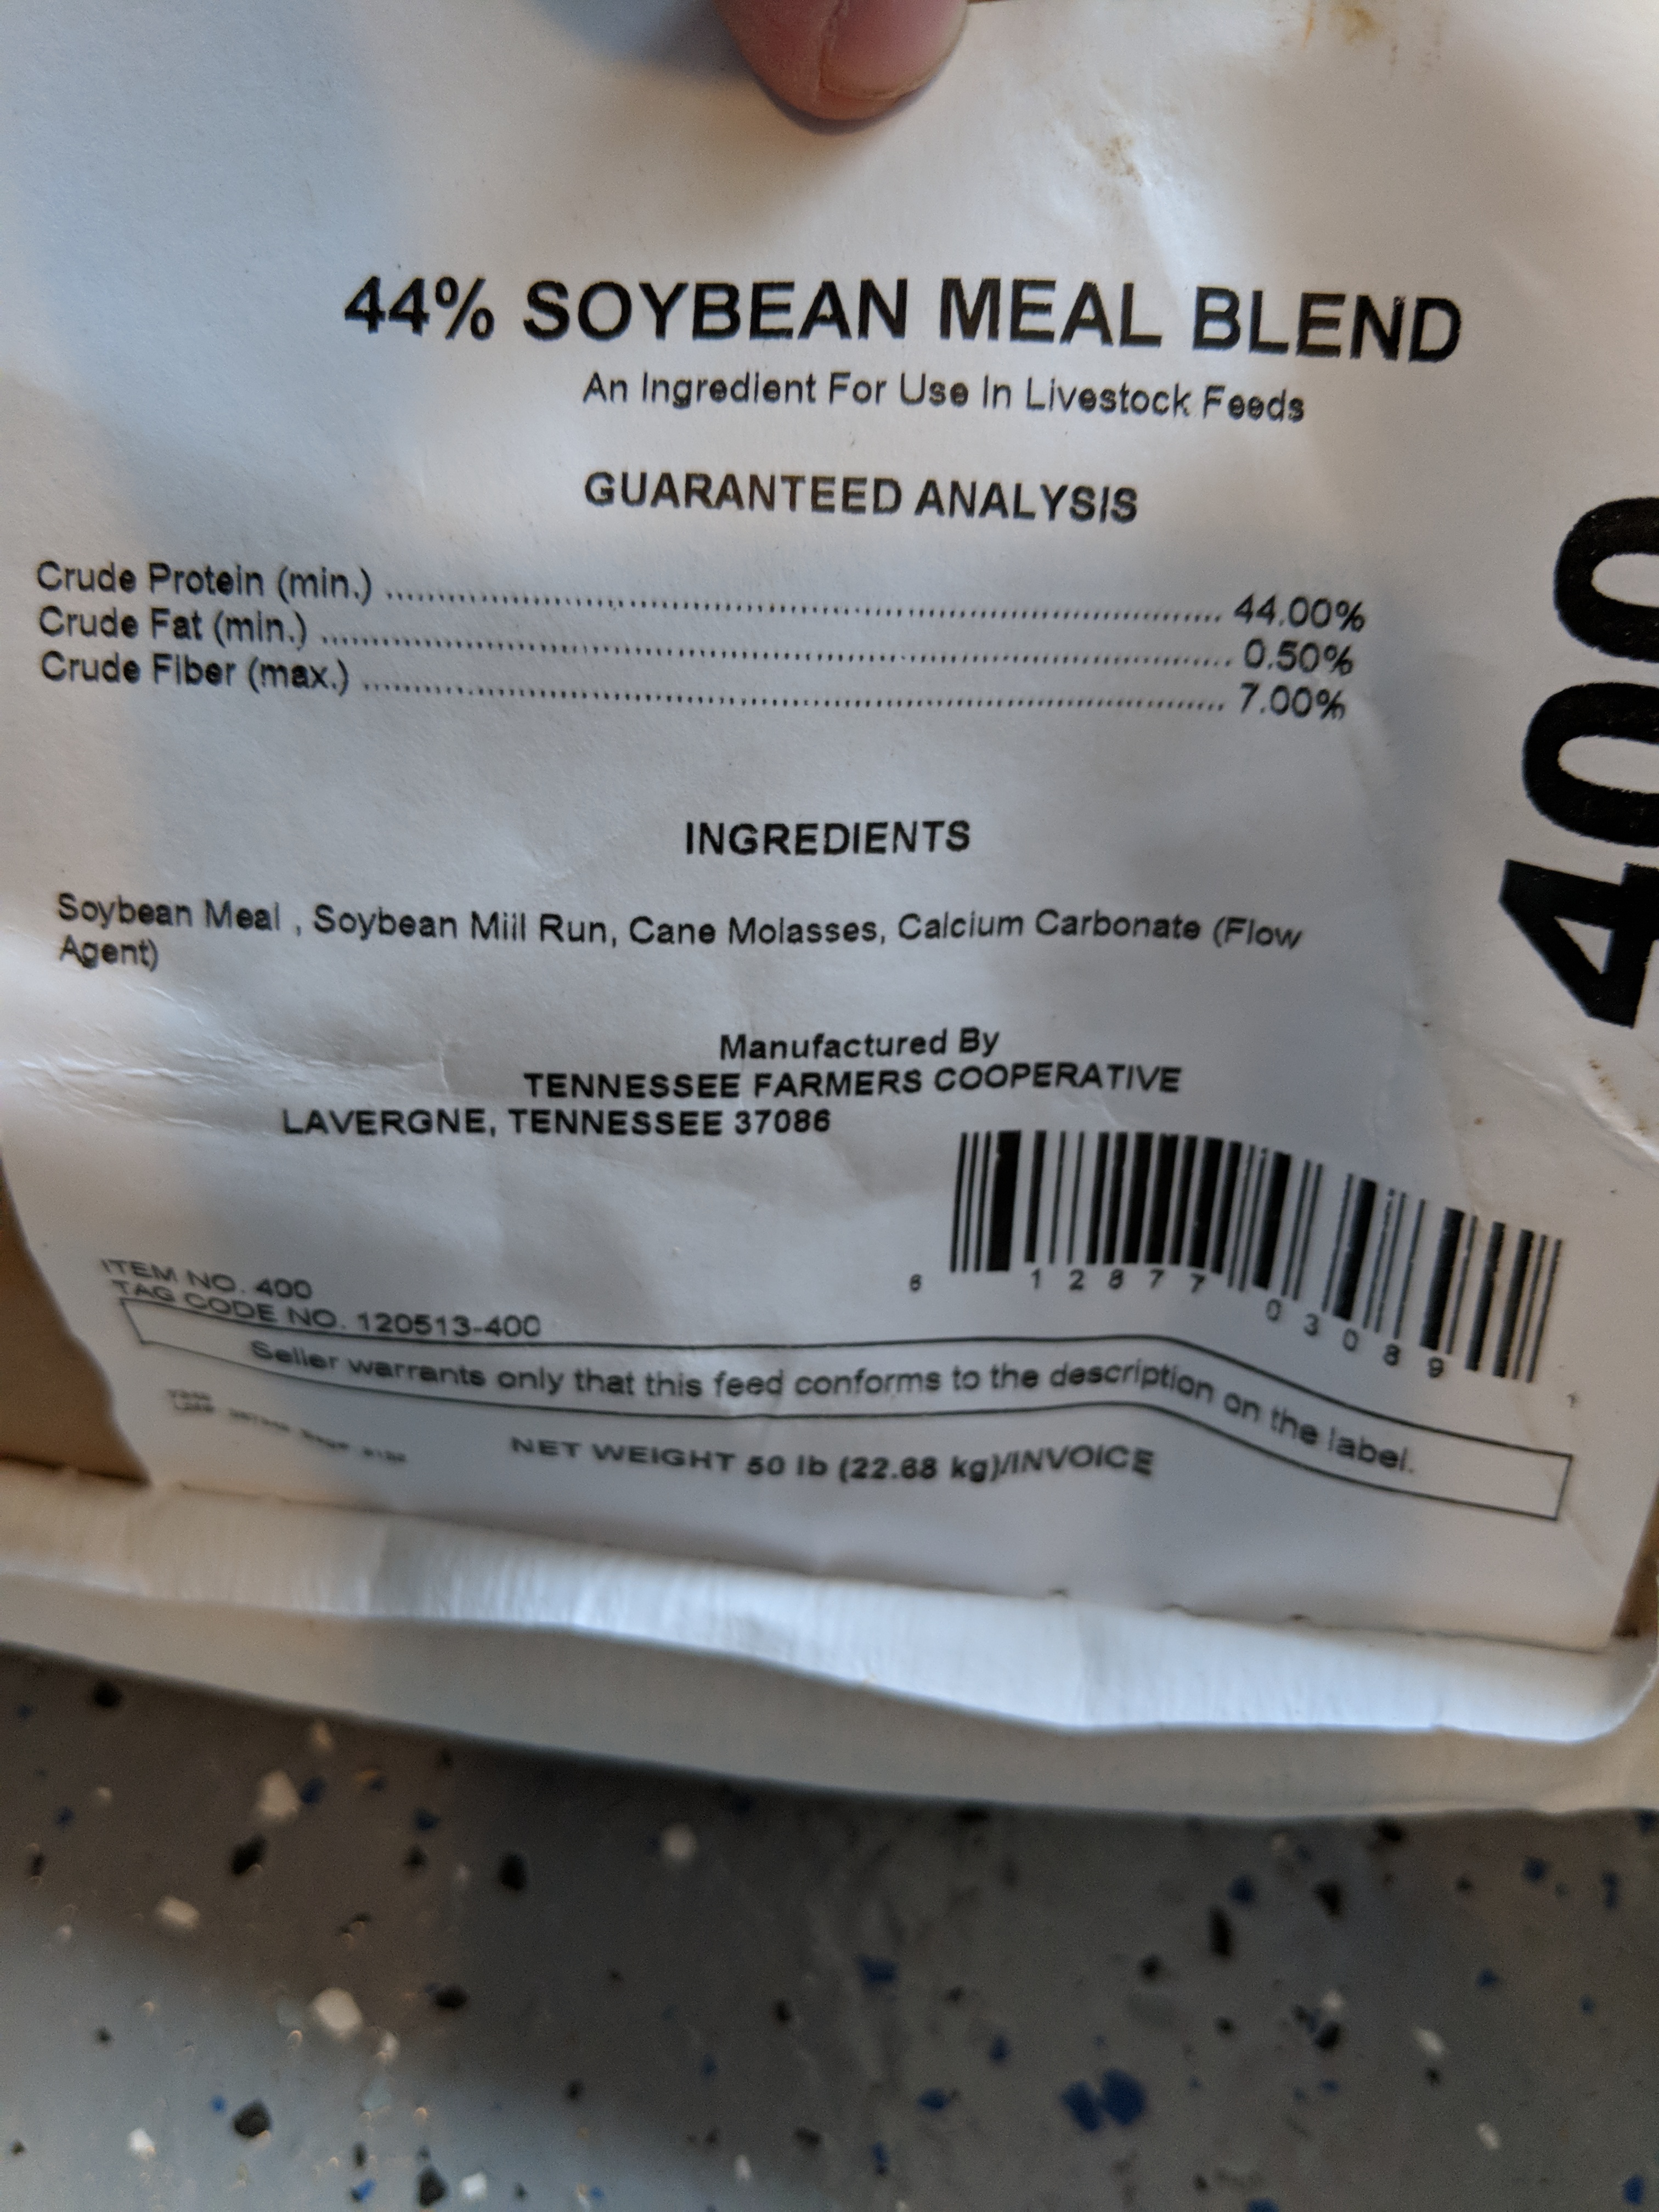 44% SOYBEAN MEAL BLEND
An Ingredient For Use In Livestock Feeds
GUARANTEED ANALYSIS
Crude Protein (min.) ........................ 44.00%
Crude Fat (min.) ........................ 0.50%
Crude Fiber (max.) ........................ 7.00%
INGREDIENTS
Soybean Meal , Soybean Mill Run, Cane Molasses, Calcium Carbonate (Flow
Agent)
Manufactured By
TENNESSEE FARMERS COOPERATIVE
LAVERGNE, TENNESSEE 37086
6 12877 03089
ITEM NO. 400
TAG CODE NO. 120513-400
Seller warrants only that this feed conforms to the description on the label.
NET WEIGHT 50 lb (22.68 kg)/INVOICE
400